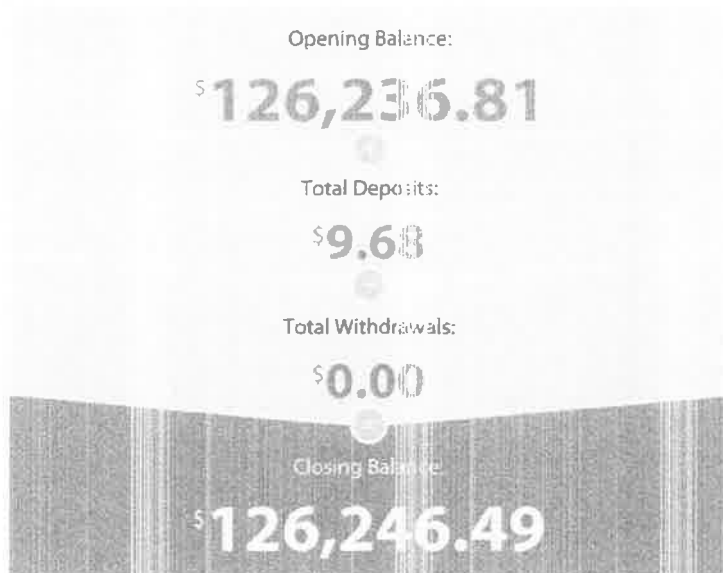 Opening Balance:
$126,236.81
Total Deposits:
$9.68
Total Withdrawals:
$0.00
Closing Balance:
$126,246.49